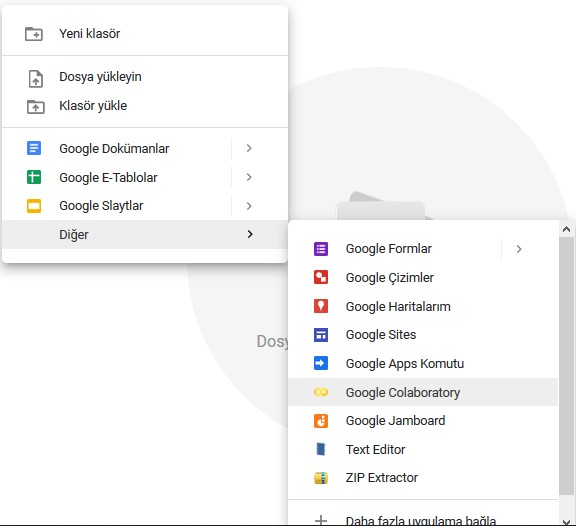 Yeni klasör
Dosya yükleyin
Klasör yükle
Google Dokümanlar
Google E-Tablolar
Google Slaytlar
Diğer
Google Formlar
Google Çizimler
Google Haritalarım
Google Sites
Google Apps Komutu
Google Colaboratory
Google Jamboard
Text Editor
ZIP Extractor
Daha fazla uygulama bağla